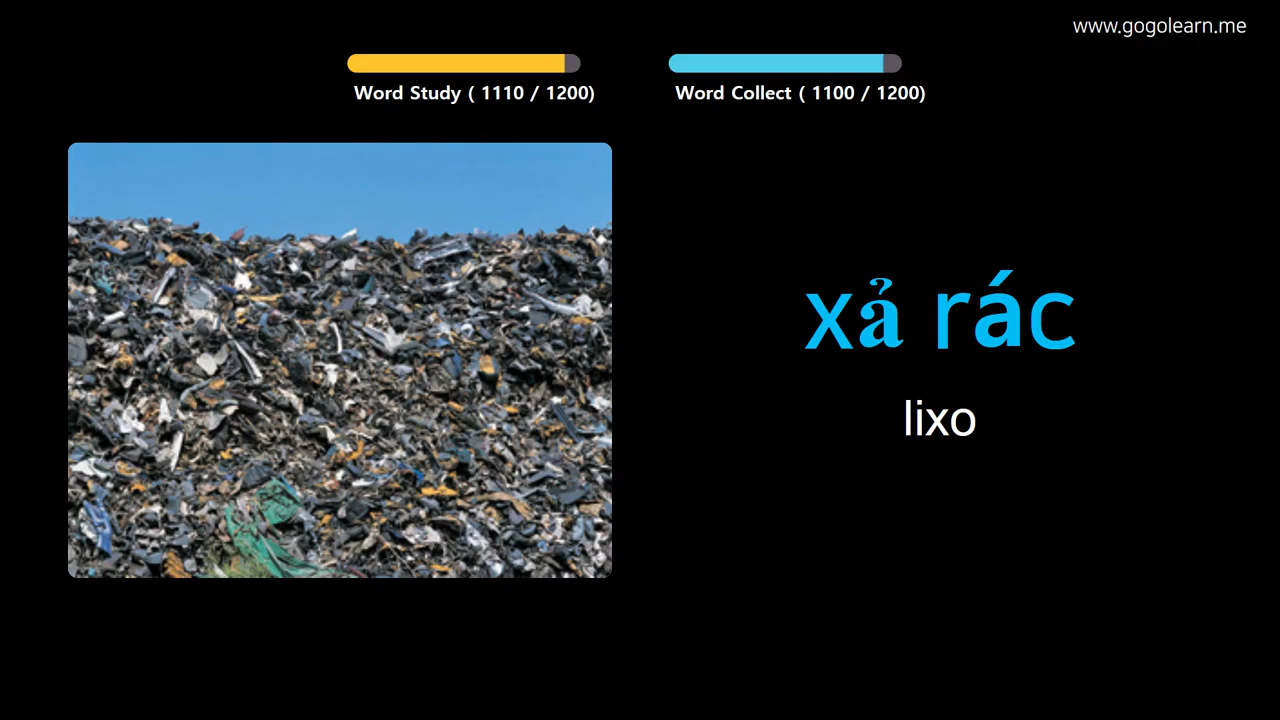 www.gogolearn.me
Word Study ( 1110 / 1200)
Word Collect ( 1100 / 1200)
xả rác
lixo